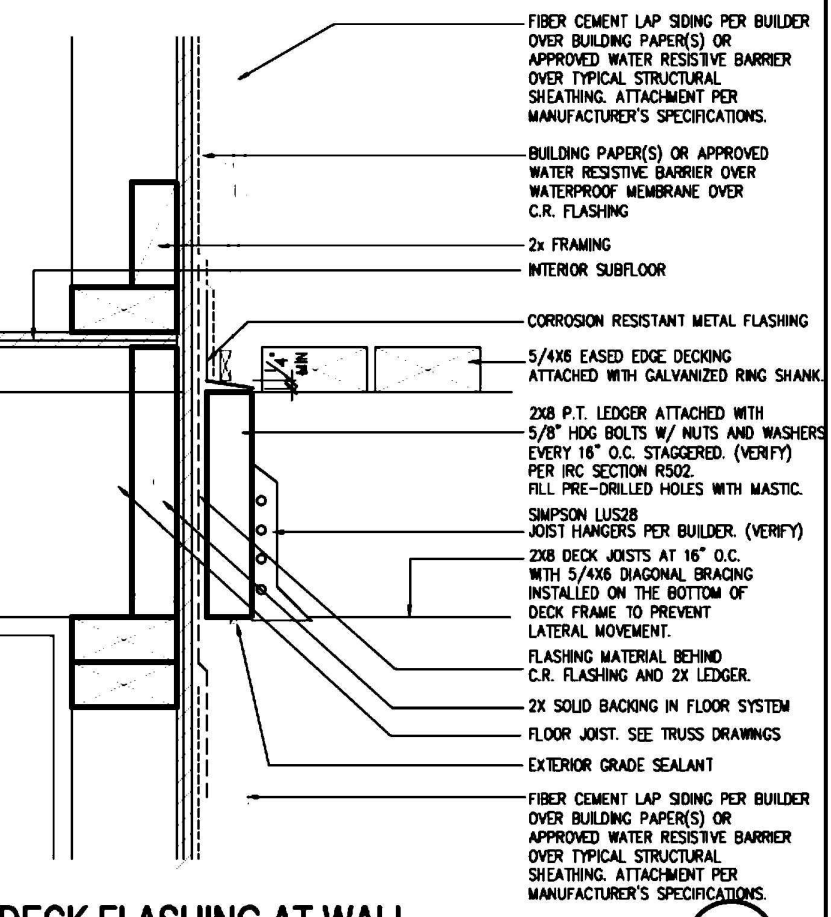 FIBER CEMENT LAP SIDING PER BUILDER
OVER BUILDING PAPER(S) OR
APPROVED WATER RESISTIVE BARRIER
OVER TYPICAL STRUCTURAL
SHEATHING. ATTACHMENT PER
MANUFACTURER'S SPECIFICATIONS.
BUILDING PAPER(S) OR APPROVED
WATER RESISTIVE BARRIER OVER
WATERPROOF MEMBRANE OVER
C.R. FLASHING
2x FRAMING
INTERIOR SUBFLOOR
CORROSION RESISTANT METAL FLASHING
1/4"
MIN
5/4X6 EASED EDGE DECKING
ATTACHED WITH GALVANIZED RING SHANK.
2X8 P.T. LEDGER ATTACHED WITH
5/8" HDG BOLTS W/ NUTS AND WASHERS
EVERY 16" O.C. STAGGERED. (VERIFY)
PER IRC SECTION R502.
FILL PRE-DRILLED HOLES WITH MASTIC.
SIMPSON LUS28
JOIST HANGERS PER BUILDER. (VERIFY)
2X8 DECK JOISTS AT 16" O.C.
WITH 5/4X6 DIAGONAL BRACING
INSTALLED ON THE BOTTOM OF
DECK FRAME TO PREVENT
LATERAL MOVEMENT.
FLASHING MATERIAL BEHIND
C.R. FLASHING AND 2X LEDGER.
2X SOLID BACKING IN FLOOR SYSTEM
FLOOR JOIST. SEE TRUSS DRAWINGS
EXTERIOR GRADE SEALANT
FIBER CEMENT LAP SIDING PER BUILDER
OVER BUILDING PAPER(S) OR
APPROVED WATER RESISTIVE BARRIER
OVER TYPICAL STRUCTURAL
SHEATHING. ATTACHMENT PER
MANUFACTURER'S SPECIFICATIONS.
DECK FLASHING AT WALL